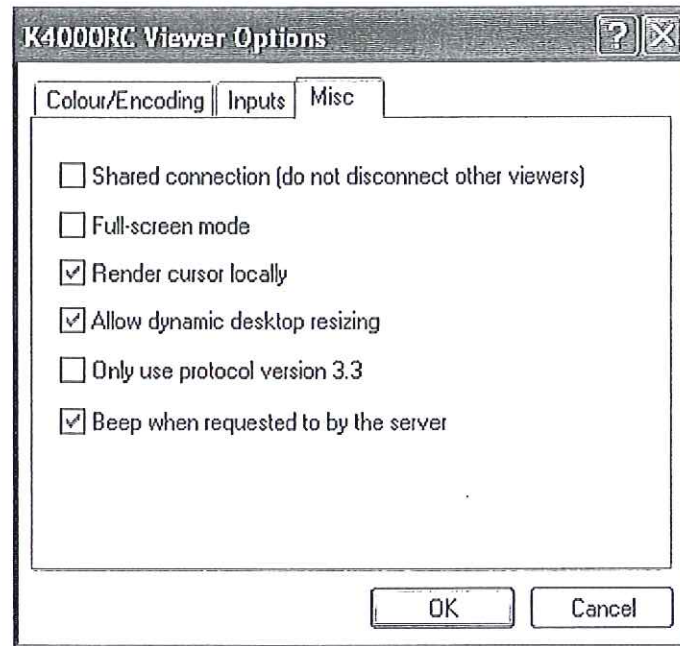 K4000RC Viewer Options
Colour/Encoding Inputs Misc
Shared connection (do not disconnect other viewers)
Full-screen mode
Render cursor locally
Allow dynamic desktop resizing
Only use protocol version 3.3
Beep when requested to by the server
OK Cancel